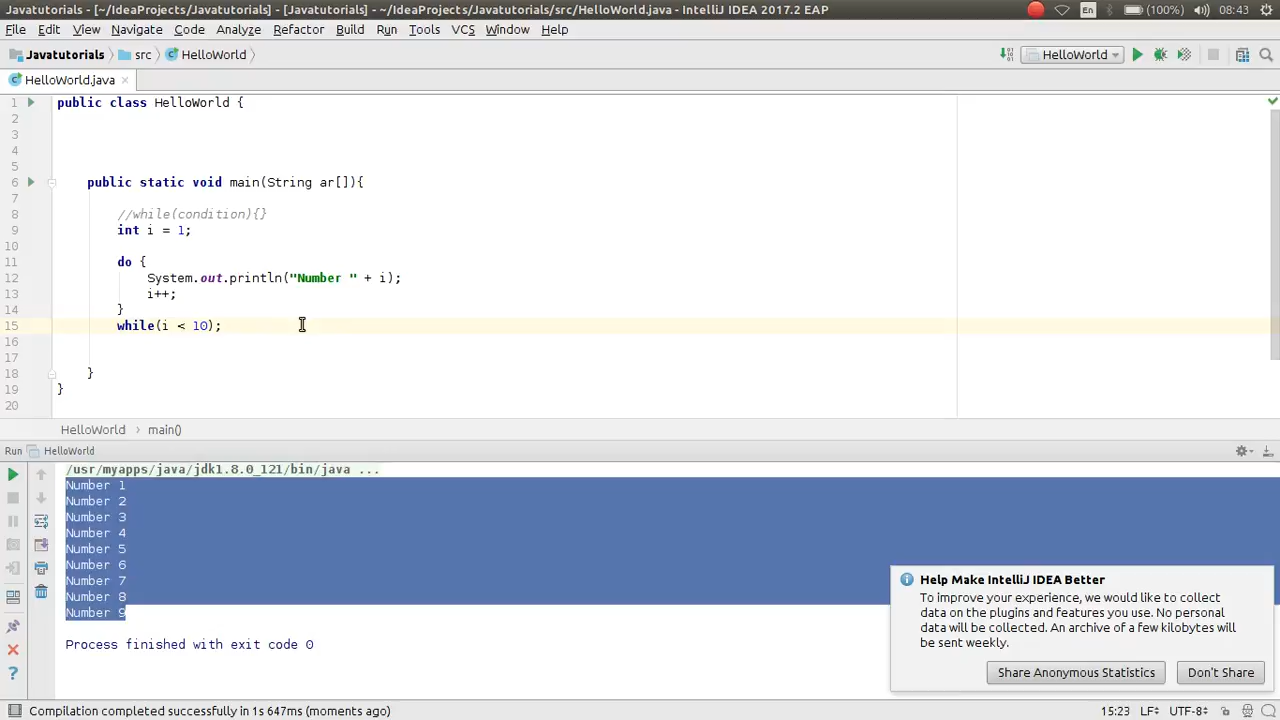 Javatutorials [~/IdeaProjects/Javatutorials] - [Javatutorials] - ~/IdeaProjects/Javatutorials/src/HelloWorld.java - IntelliJ IDEA 2017.2 EAP
En (100%) 08:43
File Edit View Navigate Code Analyze Refactor Build Run Tools VCS Window Help
Javatutorials src HelloWorld
HelloWorld
HelloWorld.java
1 public class HelloWorld {
2
3
4
5
6 public static void main(String ar[]){
7
8 //while(condition){}
9 int i = 1;
10
11 do {
12 System.out.println("Number " + i);
13 i++;
14 }
15 while(i < 10);
16
17
18 }
19 }
20
HelloWorld › main()
Run HelloWorld
/usr/myapps/java/jdk1.8.0_121/bin/java ...
Number 1
Number 2
Number 3
Number 4
Number 5
Number 6
Number 7
Number 8
Number 9
Process finished with exit code 0
Help Make IntelliJ IDEA Better
To improve your experience, we would like to collect
data on the plugins and features you use. No personal
data will be collected. An archive of a few kilobytes will
be sent weekly.
Share Anonymous Statistics Don't Share
Compilation completed successfully in 1s 647ms (moments ago)
15:23 LF÷ UTF-8÷